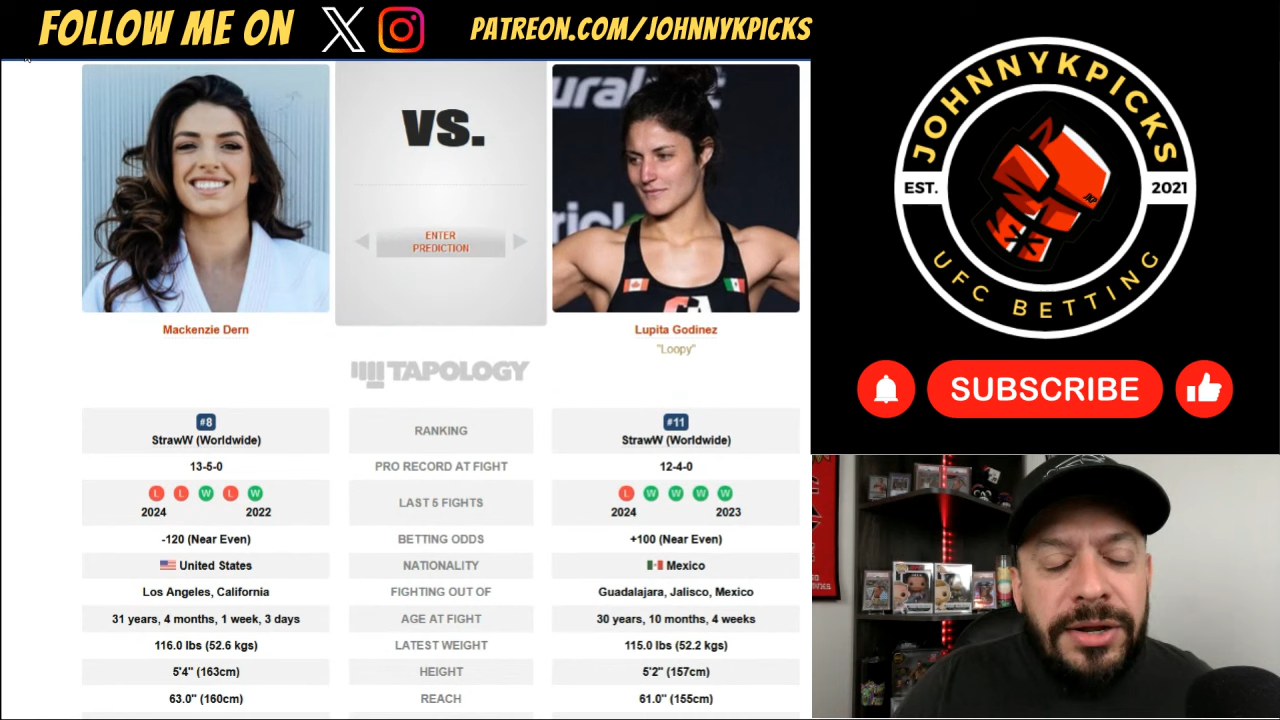 FOLLOW ME ON
PATREON.COM/JOHNNYKPICKS
VS.
ENTER
PREDICTION
Mackenzie Dern
Lupita Godinez
"Loopy"
TAPOLOGY
#8
StrawW (Worldwide)
RANKING
#11
StrawW (Worldwide)
13-5-0
PRO RECORD AT FIGHT
12-4-0
L L W L W
2024 2022
LAST 5 FIGHTS
L W W W W
2024 2023
-120 (Near Even)
BETTING ODDS
+100 (Near Even)
United States
NATIONALITY
Mexico
Los Angeles, California
FIGHTING OUT OF
Guadalajara, Jalisco, Mexico
31 years, 4 months, 1 week, 3 days
AGE AT FIGHT
30 years, 10 months, 4 weeks
116.0 lbs (52.6 kgs)
LATEST WEIGHT
115.0 lbs (52.2 kgs)
5'4" (163cm)
HEIGHT
5'2" (157cm)
63.0" (160cm)
REACH
61.0" (155cm)
JOHNNYKPICKS
EST. 2021
JKP
UFC BETTING
SUBSCRIBE